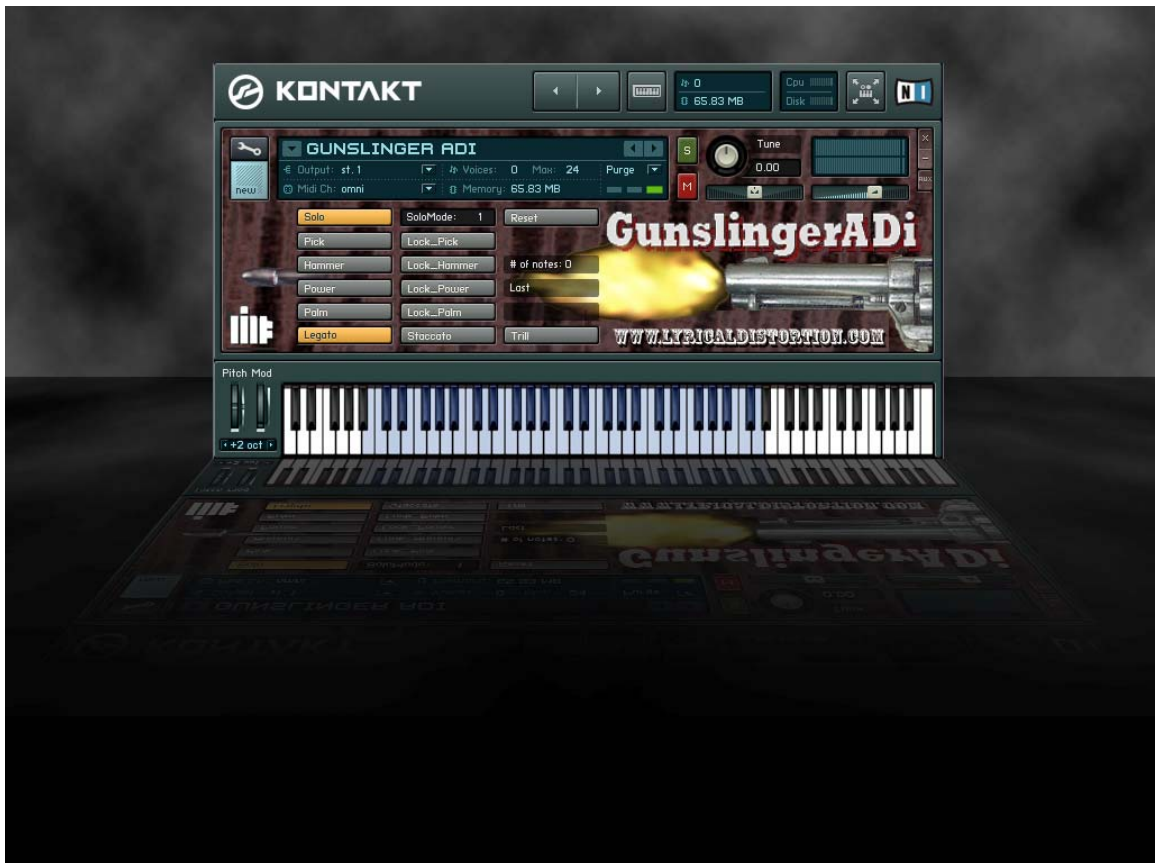 KONTAKT
0
0 65.83 MB
Cpu
Disk
NI
GUNSLINGER ADI
Output: st. 1 Voices: 0 Max: 24 Purge
Midi Ch: omni Memory: 65.83 MB
new
S
M
Tune
0.00
x
-
AUX
Solo SoloMode: 1 Reset
Pick Lock_Pick
Hammer Lock_Hammer # of notes: 0
Power Lock_Power Last
Palm Lock_Palm
Legato Staccato Trill
GunslingerADi
WWW.LYRICALDISTORTION.COM
Pitch Mod
+2 oct